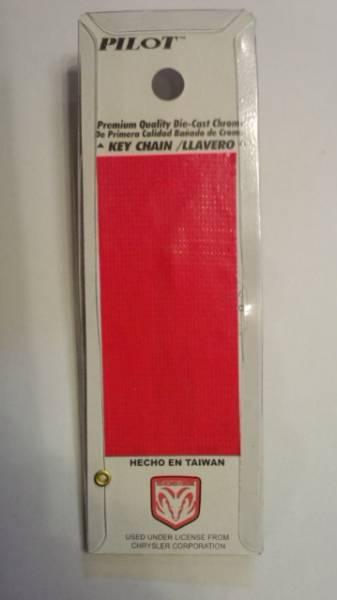 PILOT™
Premium Quality Die-Cast Chrome
De Primera Calidad Bañado de Cromo
KEY CHAIN /LLAVERO
HECHO EN TAIWAN
USED UNDER LICENSE FROM
CHRYSLER CORPORATION